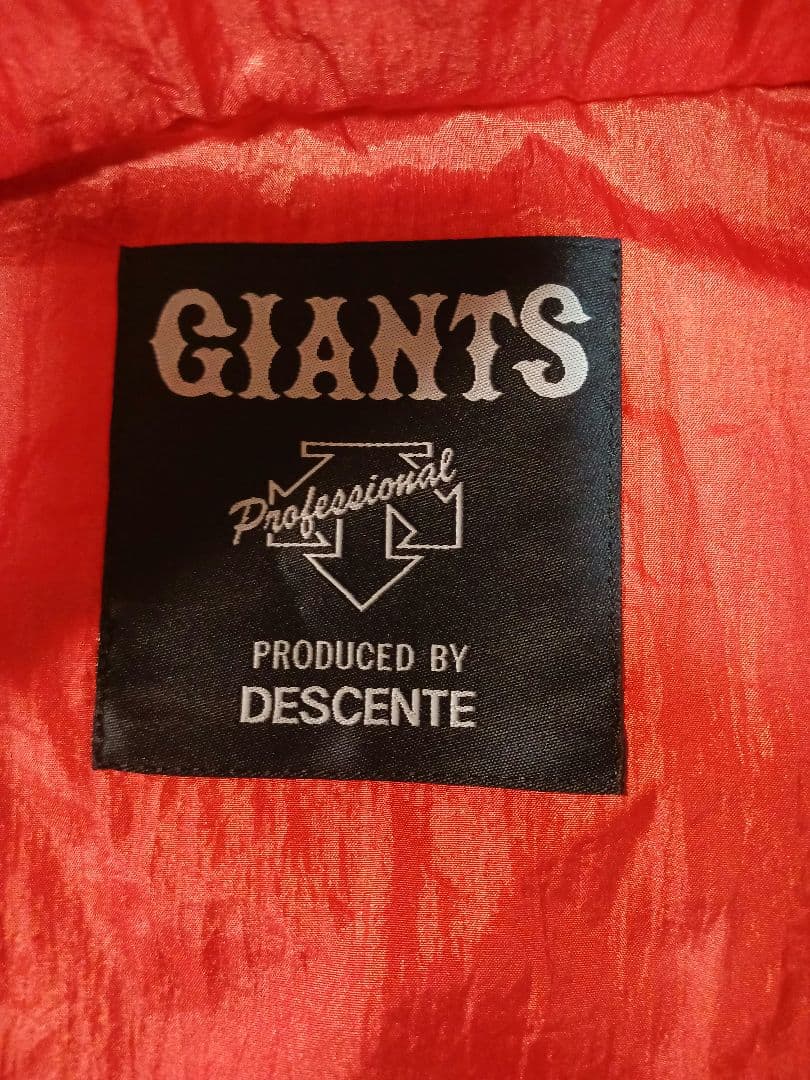 GIANTS
Professional
PRODUCED BY
DESCENTE